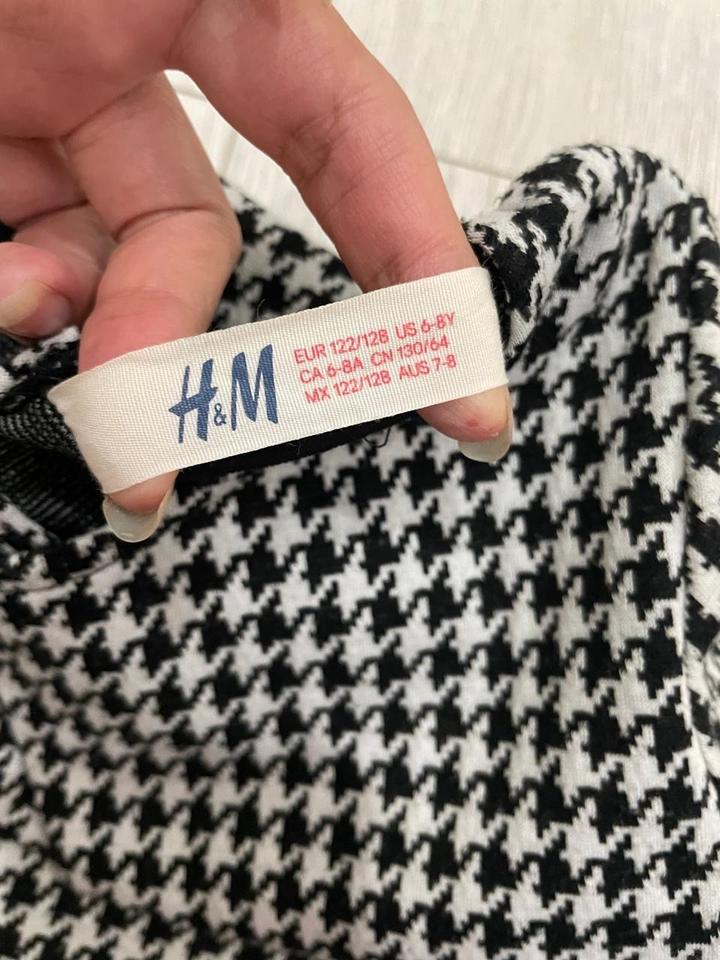 H&M
EUR 122/128 US 6-8Y
CA 6-8A CN 130/64
MX 122/128 AUS 7-8